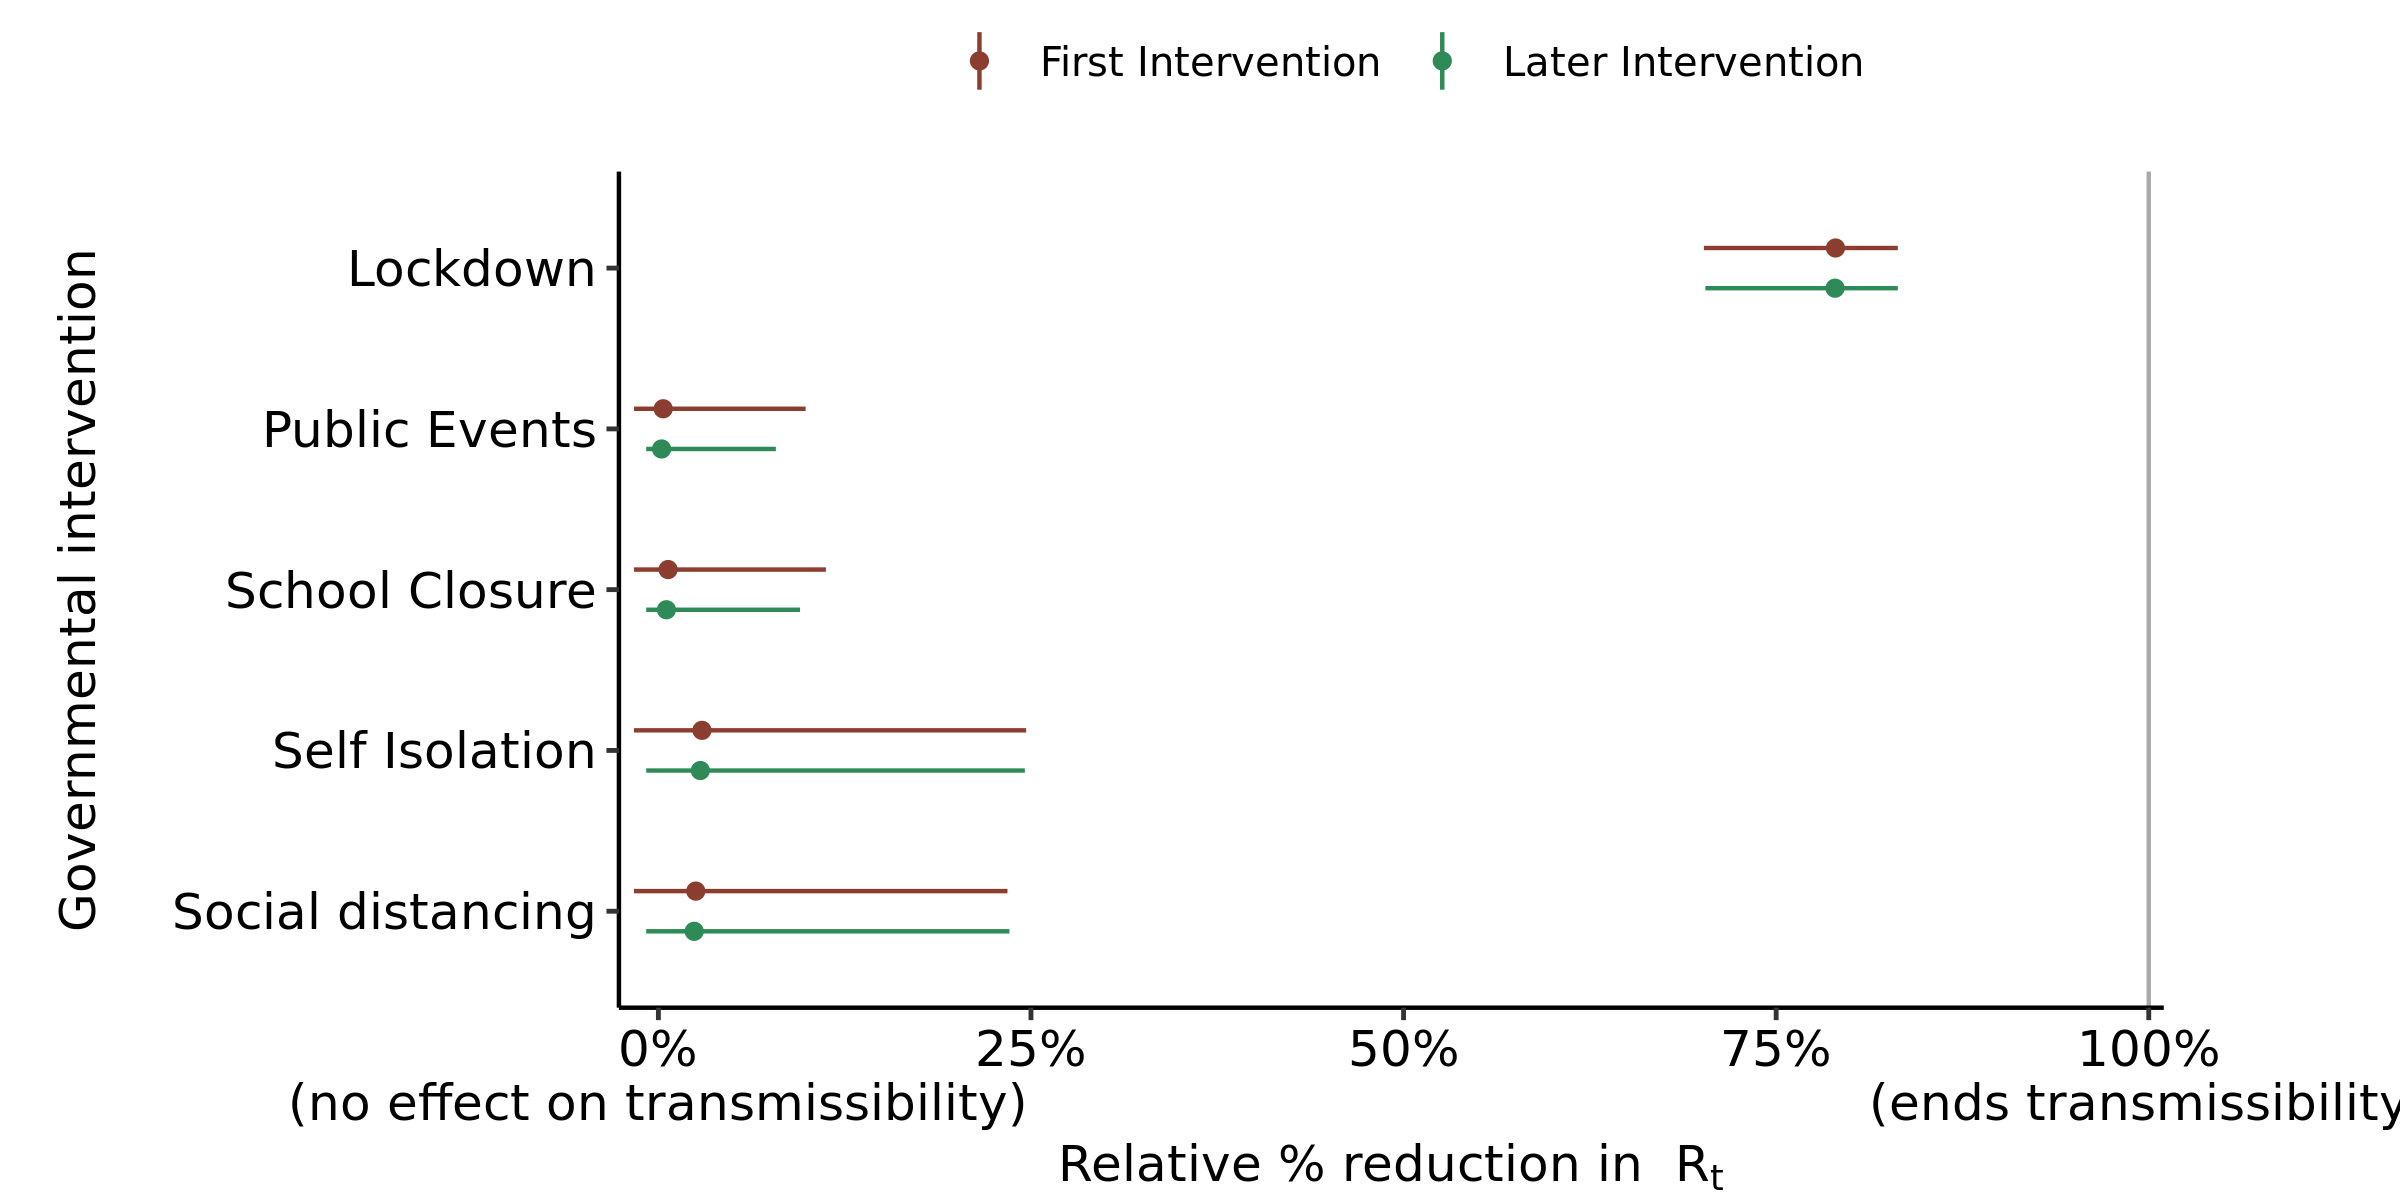 First Intervention Later Intervention
Governmental intervention
Lockdown
Public Events
School Closure
Self Isolation
Social distancing
0% 25% 50% 75% 100%
(no effect on transmissibility) (ends transmissibility
Relative % reduction in Rt